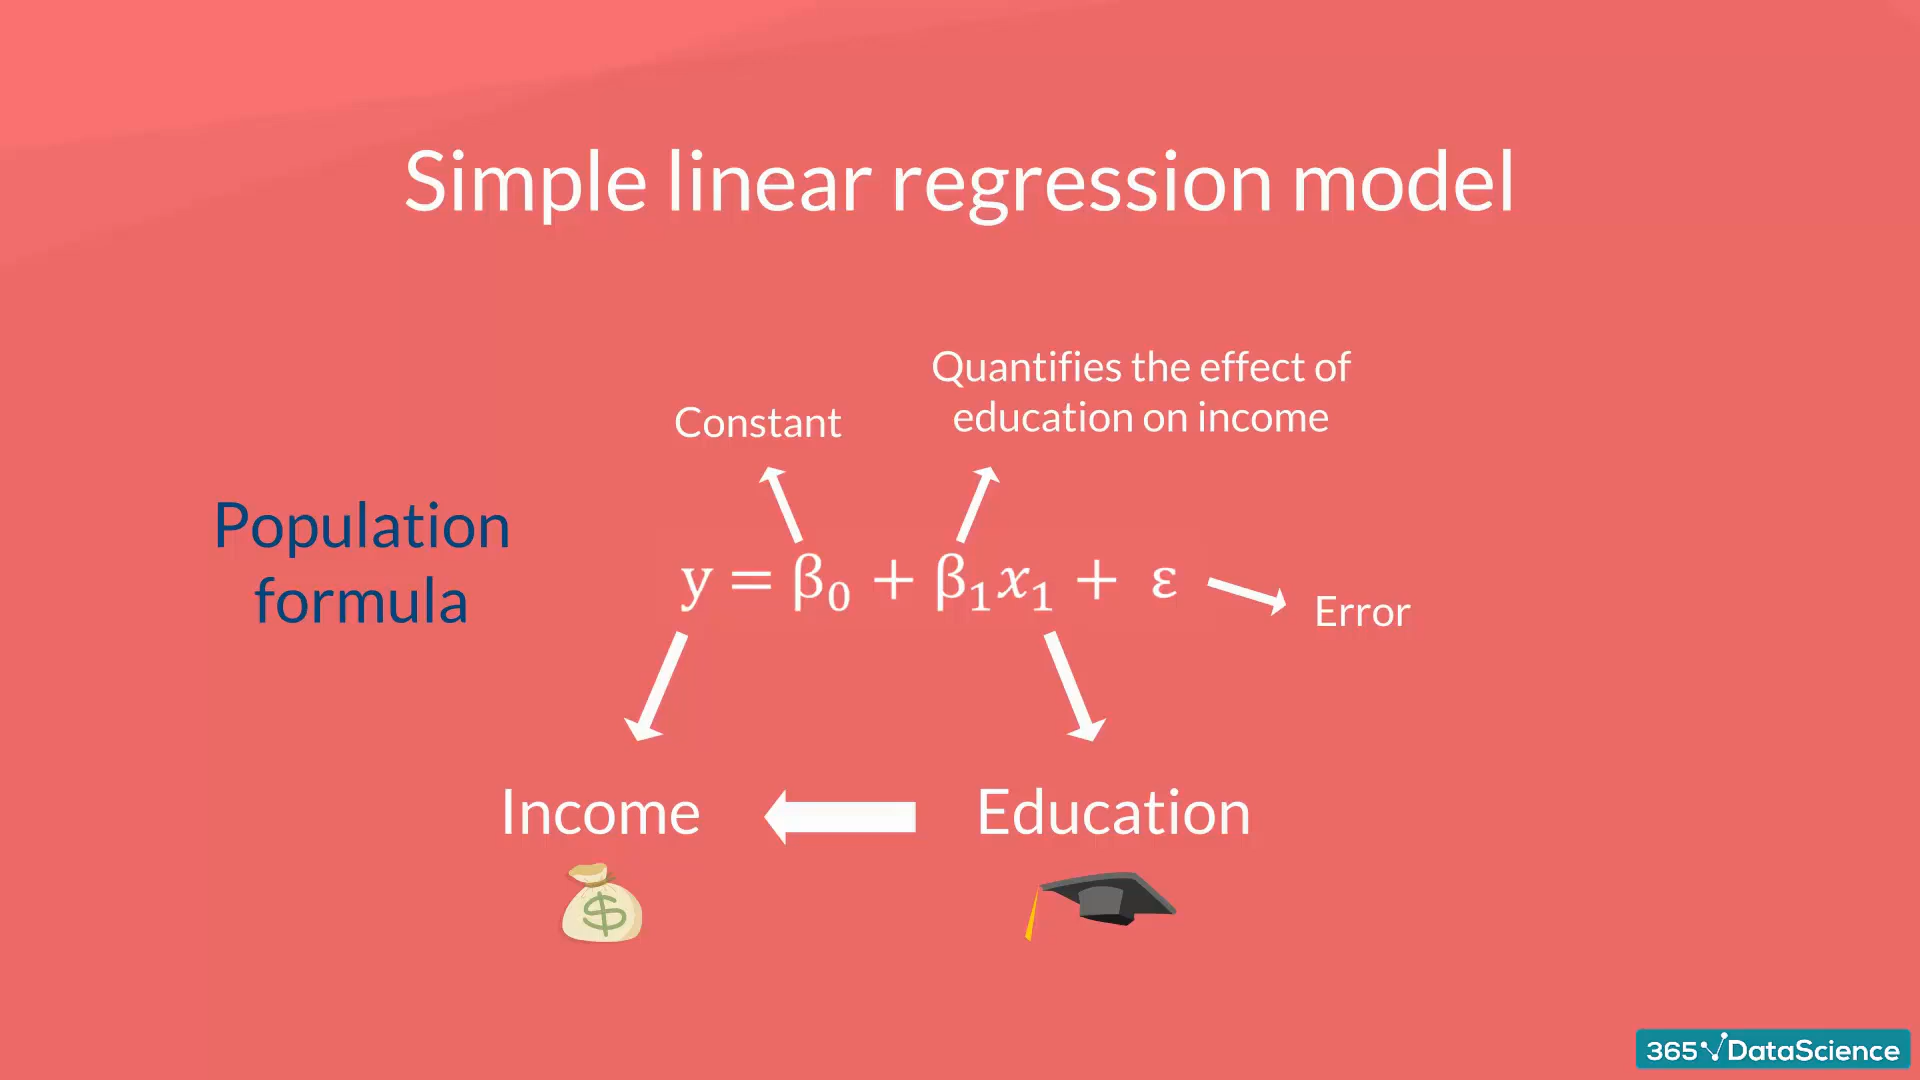 Simple linear regression model
Quantifies the effect of
education on income
Constant
Population
formula
y = β₀ + β₁x₁ + ε
Error
Income
Education
$
365 DataScience